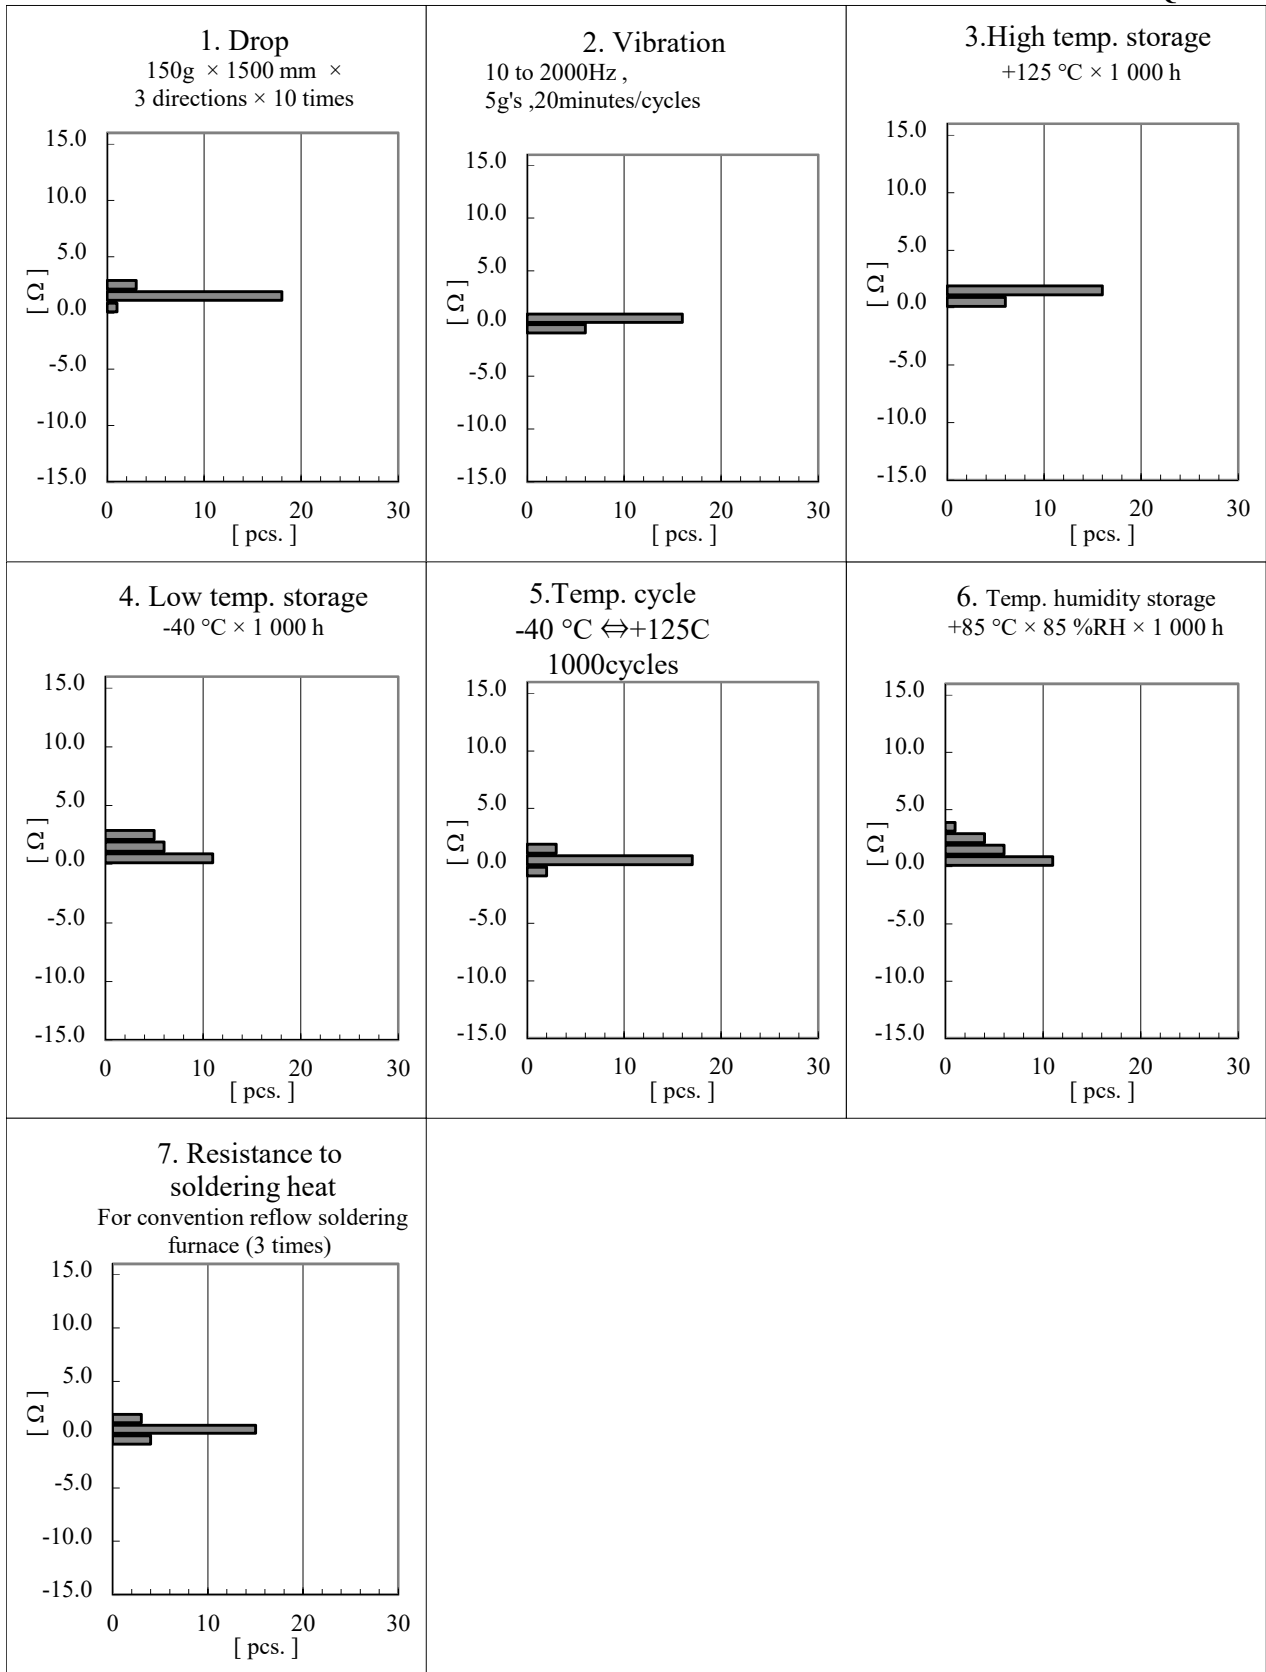 1. Drop
150g × 1500 mm ×
3 directions × 10 times
15.0
10.0
5.0
0.0
-5.0
-10.0
-15.0
[ Ω ]
0 10 20 30
[ pcs. ]
2. Vibration
10 to 2000Hz ,
5g's ,20minutes/cycles
15.0
10.0
5.0
0.0
-5.0
-10.0
-15.0
[ Ω ]
0 10 20 30
[ pcs. ]
3.High temp. storage
+125 °C × 1 000 h
15.0
10.0
5.0
0.0
-5.0
-10.0
-15.0
[ Ω ]
0 10 20 30
[ pcs. ]
4. Low temp. storage
-40 °C × 1 000 h
15.0
10.0
5.0
0.0
-5.0
-10.0
-15.0
[ Ω ]
0 10 20 30
[ pcs. ]
5.Temp. cycle
-40 °C ⇔+125C
1000cycles
15.0
10.0
5.0
0.0
-5.0
-10.0
-15.0
[ Ω ]
0 10 20 30
[ pcs. ]
6. Temp. humidity storage
+85 °C × 85 %RH × 1 000 h
15.0
10.0
5.0
0.0
-5.0
-10.0
-15.0
[ Ω ]
0 10 20 30
[ pcs. ]
7. Resistance to
soldering heat
For convention reflow soldering
furnace (3 times)
15.0
10.0
5.0
0.0
-5.0
-10.0
-15.0
[ Ω ]
0 10 20 30
[ pcs. ]